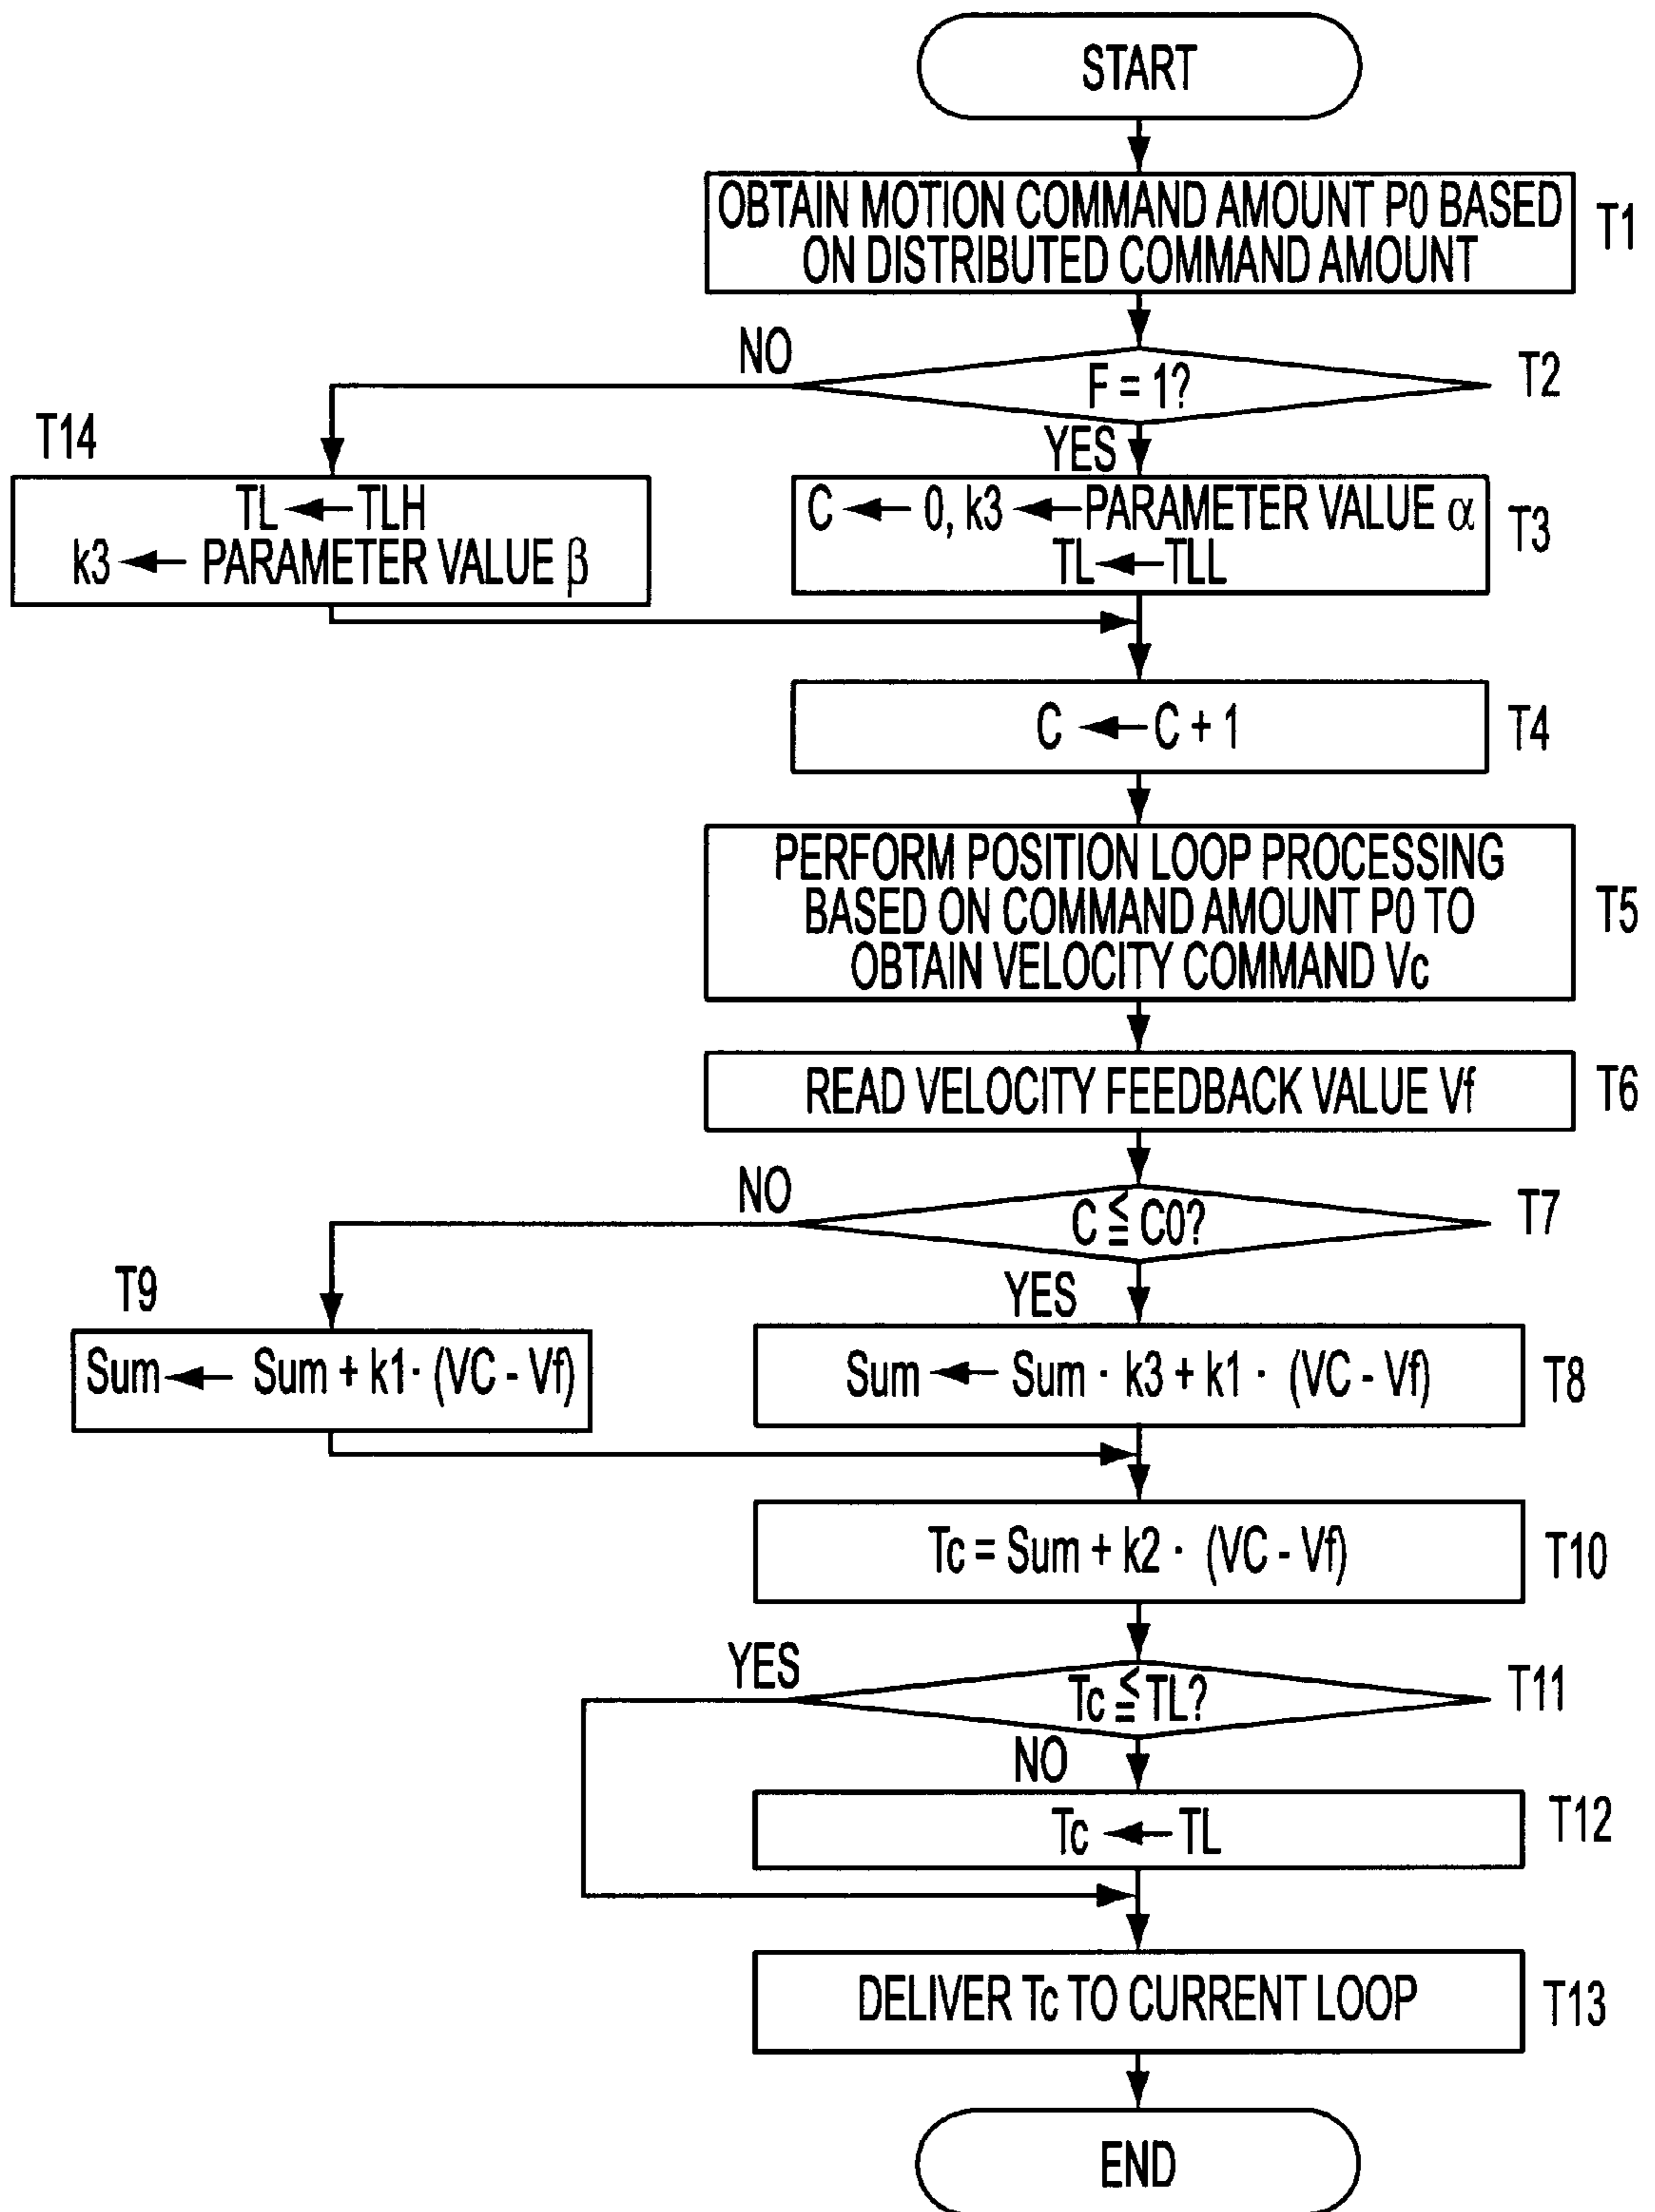 START
OBTAIN MOTION COMMAND AMOUNT P0 BASED
ON DISTRIBUTED COMMAND AMOUNT
T1
NO
F = 1?
T2
YES
T14
TL ← TLH
k3 ← PARAMETER VALUE β
C ← 0, k3 ← PARAMETER VALUE α
TL ← TLL
T3
C ← C + 1
T4
PERFORM POSITION LOOP PROCESSING
BASED ON COMMAND AMOUNT P0 TO
OBTAIN VELOCITY COMMAND Vc
T5
READ VELOCITY FEEDBACK VALUE Vf
T6
NO
C ≦ C0?
T7
YES
T9
Sum ← Sum + k1· (VC - Vf)
Sum ← Sum · k3 + k1 · (VC - Vf)
T8
Tc = Sum + k2 · (VC - Vf)
T10
YES
Tc ≦ TL?
T11
NO
Tc ← TL
T12
DELIVER Tc TO CURRENT LOOP
T13
END